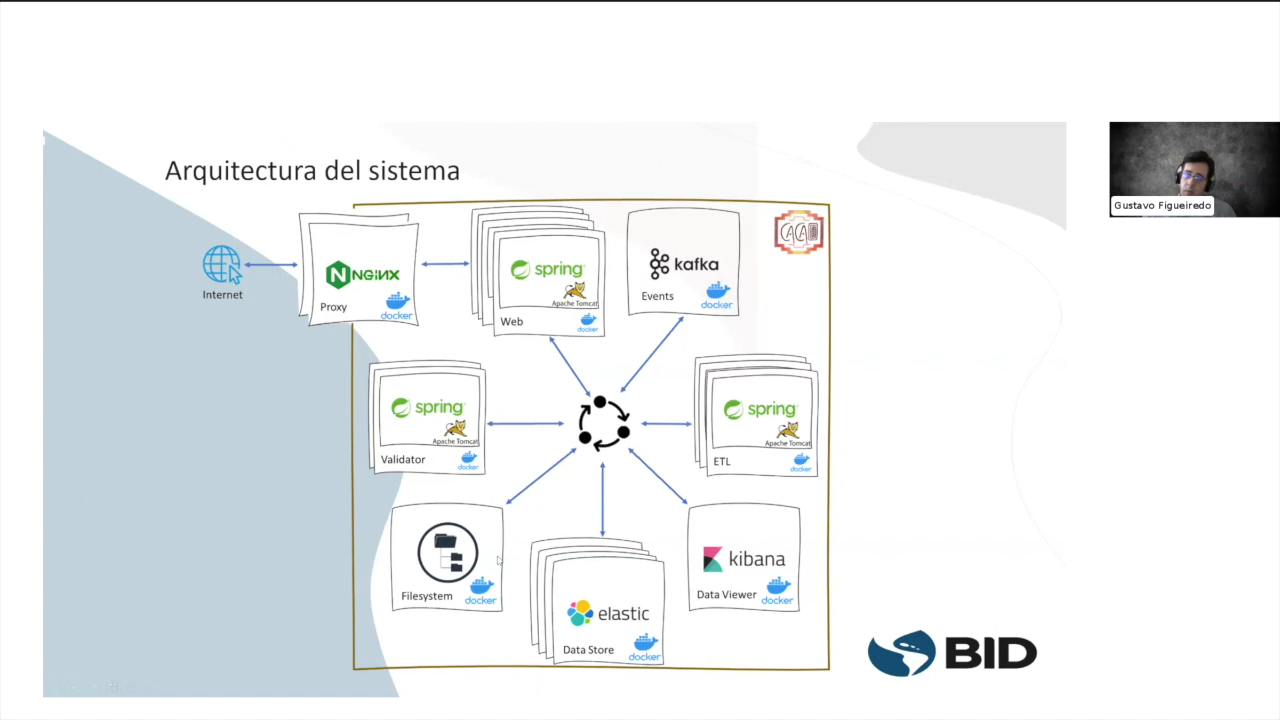 Arquitectura del sistema
Internet
NGINX
Proxy
docker
spring
Apache Tomcat
Web
docker
kafka
Events
docker
CACAO
Gustavo Figueiredo
spring
Apache Tomcat
Validator
docker
spring
Apache Tomcat
ETL
docker
Filesystem
docker
elastic
Data Store
docker
kibana
Data Viewer
docker
BID